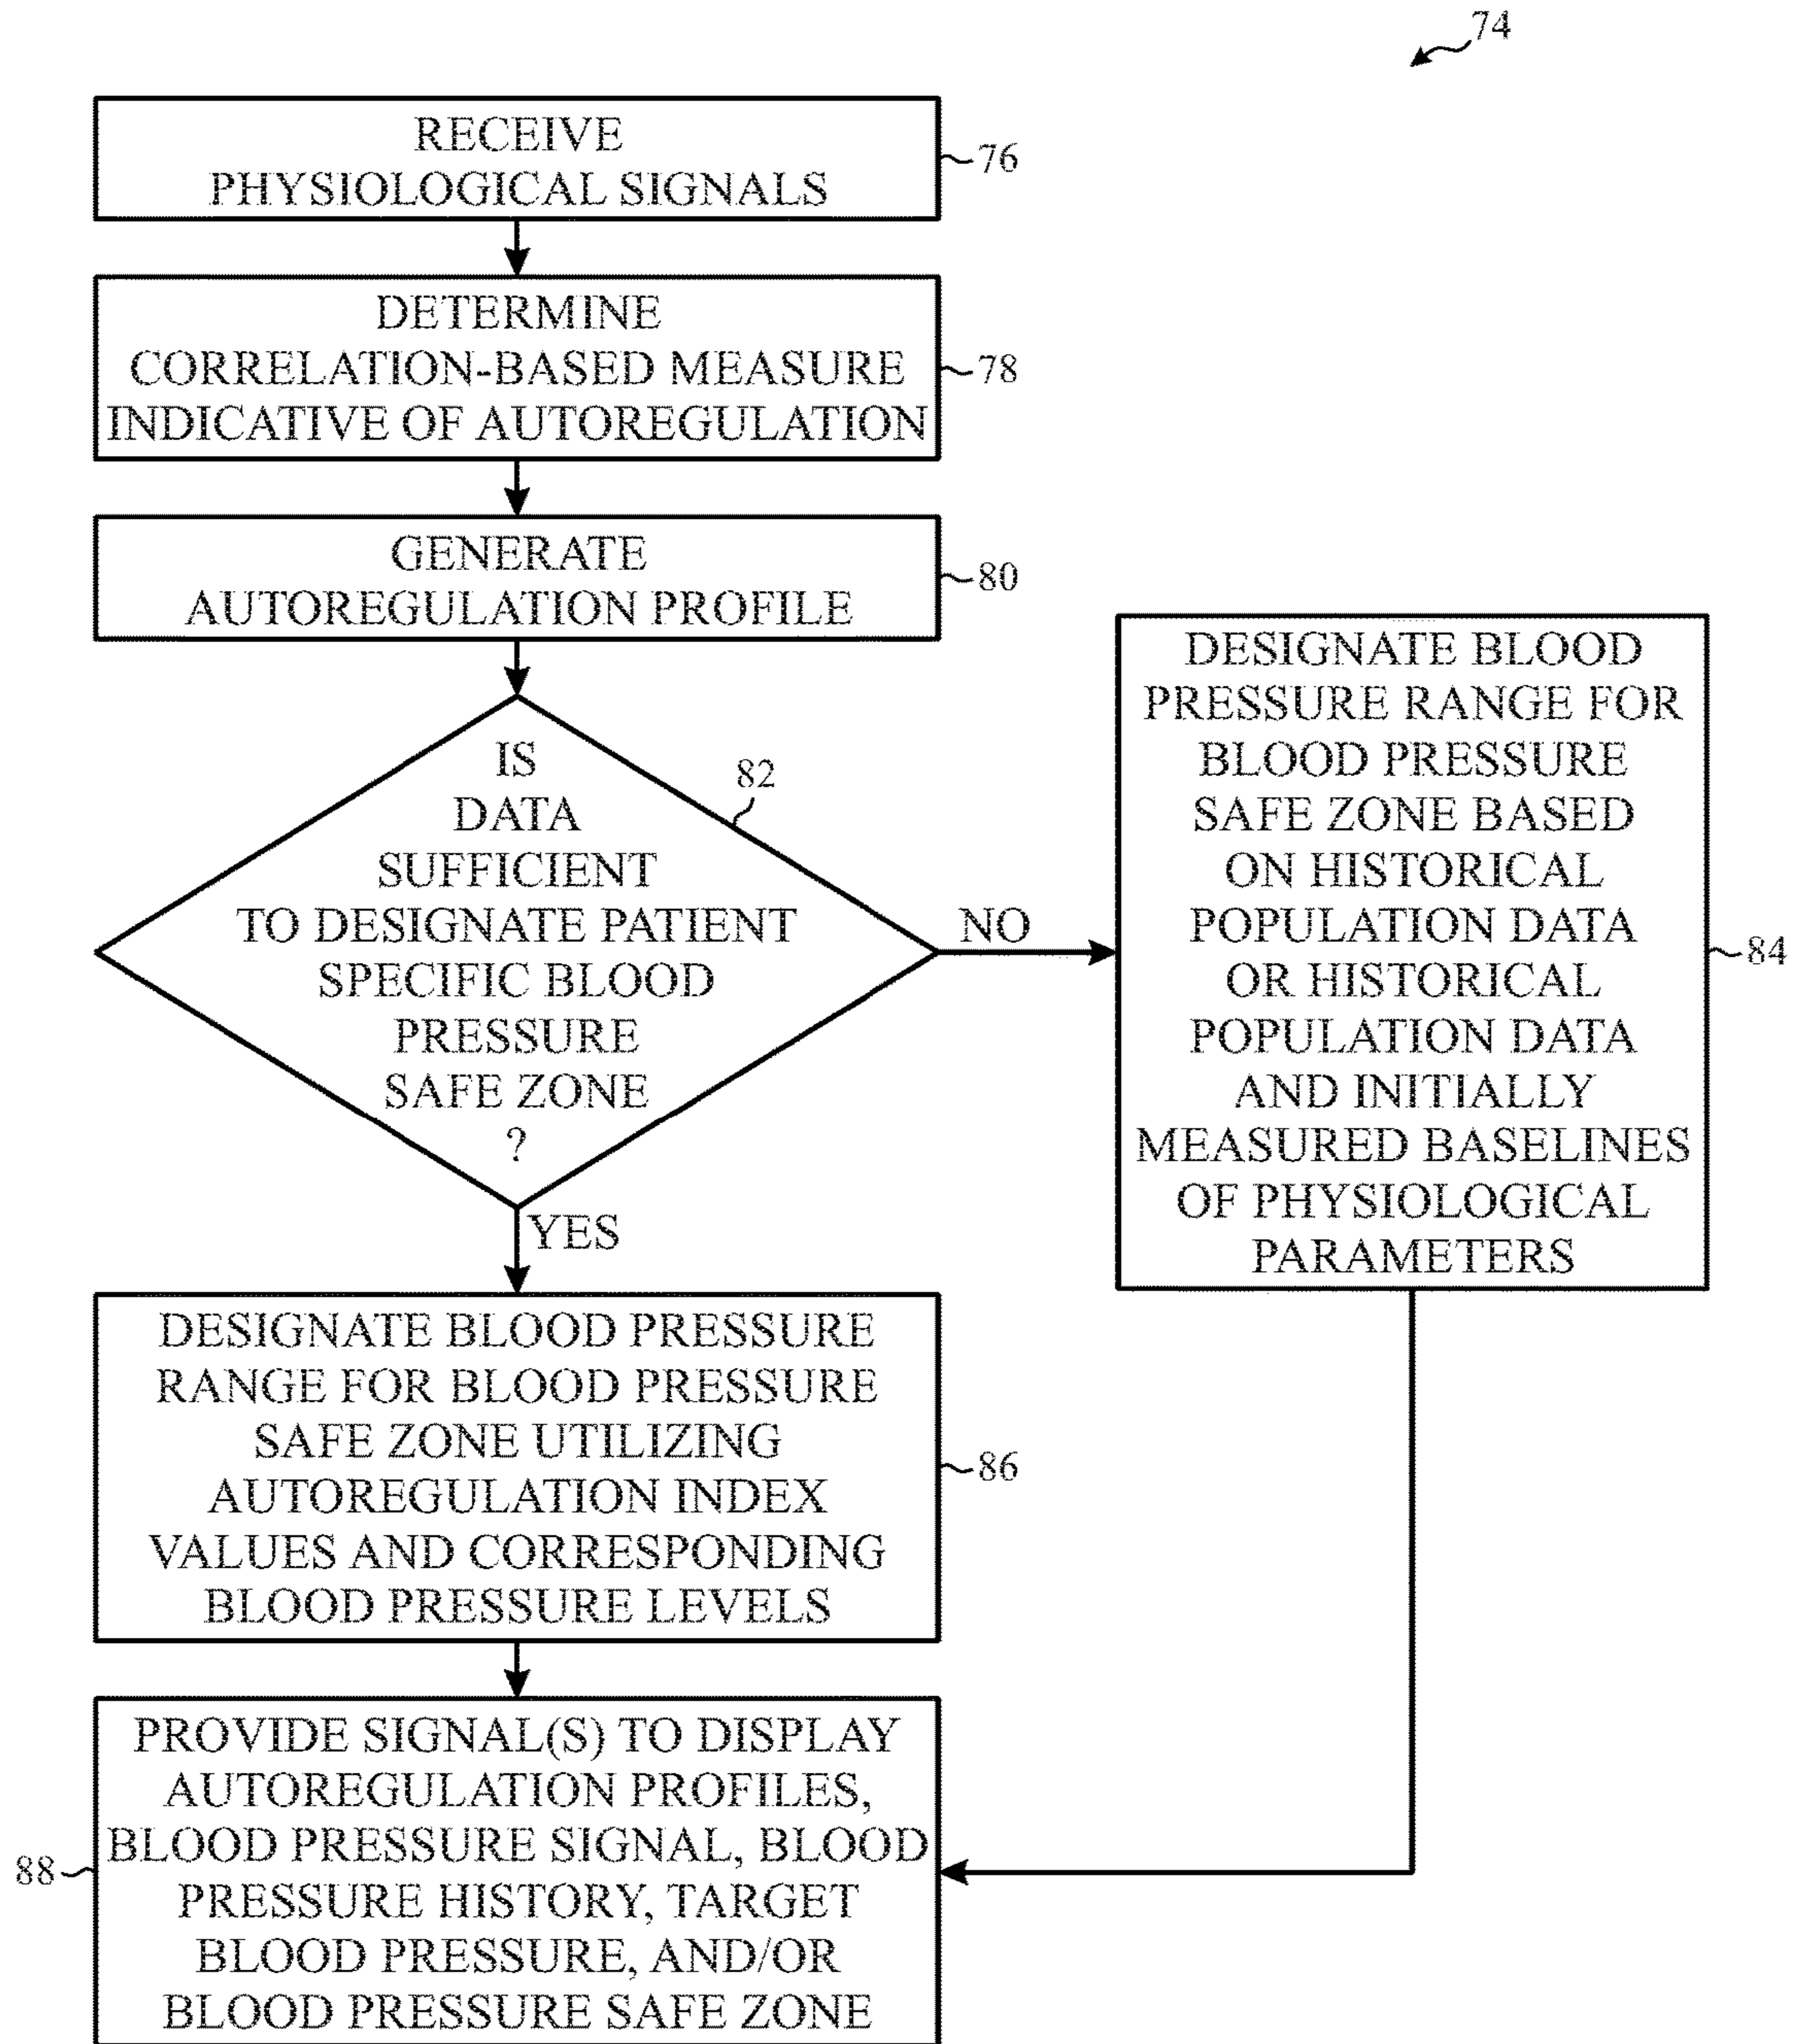 74
RECEIVE
PHYSIOLOGICAL SIGNALS
76
DETERMINE
CORRELATION-BASED MEASURE
INDICATIVE OF AUTOREGULATION
78
GENERATE
AUTOREGULATION PROFILE
80
IS
DATA
SUFFICIENT
TO DESIGNATE PATIENT
SPECIFIC BLOOD
PRESSURE
SAFE ZONE
?
82
NO
DESIGNATE BLOOD
PRESSURE RANGE FOR
BLOOD PRESSURE
SAFE ZONE BASED
ON HISTORICAL
POPULATION DATA
OR HISTORICAL
POPULATION DATA
AND INITIALLY
MEASURED BASELINES
OF PHYSIOLOGICAL
PARAMETERS
84
YES
DESIGNATE BLOOD PRESSURE
RANGE FOR BLOOD PRESSURE
SAFE ZONE UTILIZING
AUTOREGULATION INDEX
VALUES AND CORRESPONDING
BLOOD PRESSURE LEVELS
86
PROVIDE SIGNAL(S) TO DISPLAY
AUTOREGULATION PROFILES,
BLOOD PRESSURE SIGNAL, BLOOD
PRESSURE HISTORY, TARGET
BLOOD PRESSURE, AND/OR
BLOOD PRESSURE SAFE ZONE
88